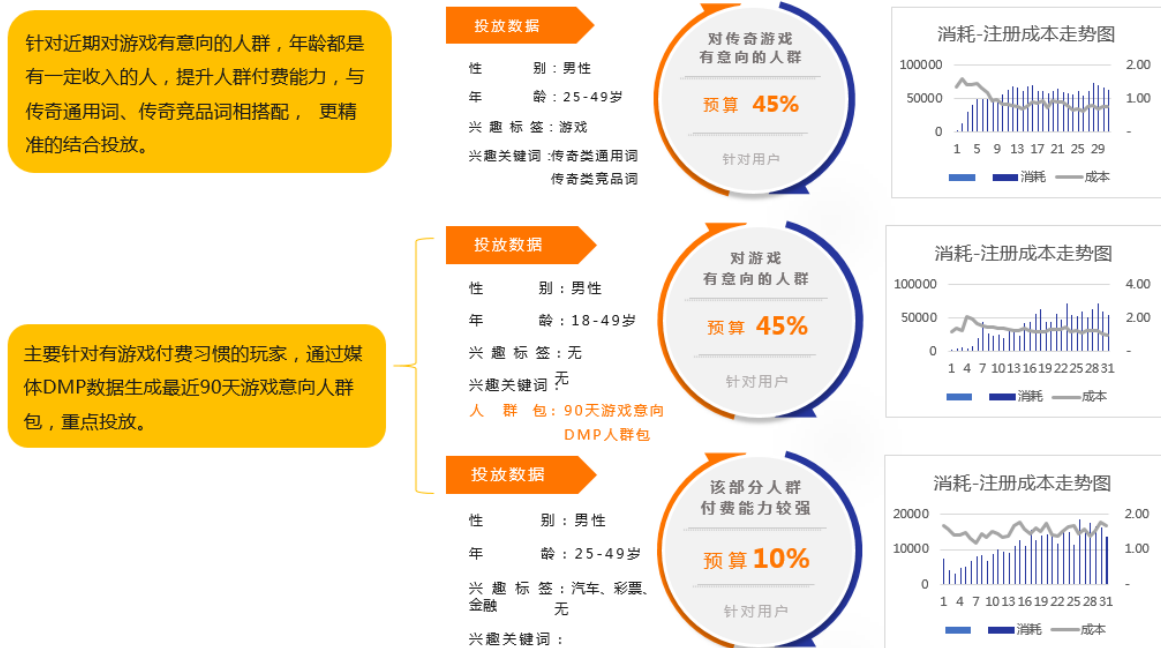 针对近期对游戏有意向的人群，年龄都是
有一定收入的人，提升人群付费能力，与
传奇通用词、传奇竞品词相搭配， 更精
准的结合投放。
投放数据
性 别：男性
年 龄：25-49岁
兴 趣 标 签：游戏
兴趣关键词：传奇类通用词
传奇类竞品词
对传奇游戏
有意向的人群
预算 45%
针对用户
消耗-注册成本走势图
100000
50000
0
2.00
1.00
-
1 5 9 13 17 21 25 29
消耗 成本
主要针对有游戏付费习惯的玩家，通过媒
体DMP数据生成最近90天游戏意向人群
包，重点投放。
投放数据
性 别：男性
年 龄：18-49岁
兴 趣 标 签：无
兴趣关键词：无
人 群 包：90天游戏意向
DMP人群包
对游戏
有意向的人群
预算 45%
针对用户
消耗-注册成本走势图
100000
50000
0
4.00
2.00
-
1 4 7 10 13 16 19 22 25 28 31
消耗 成本
投放数据
性 别：男性
年 龄：25-49岁
兴 趣 标 签：汽车、彩票、
金融 无
兴趣关键词：
该部分人群
付费能力较强
预算 10%
针对用户
消耗-注册成本走势图
20000
10000
0
2.00
1.00
-
1 4 7 10 13 16 19 22 25 28 31
消耗 成本